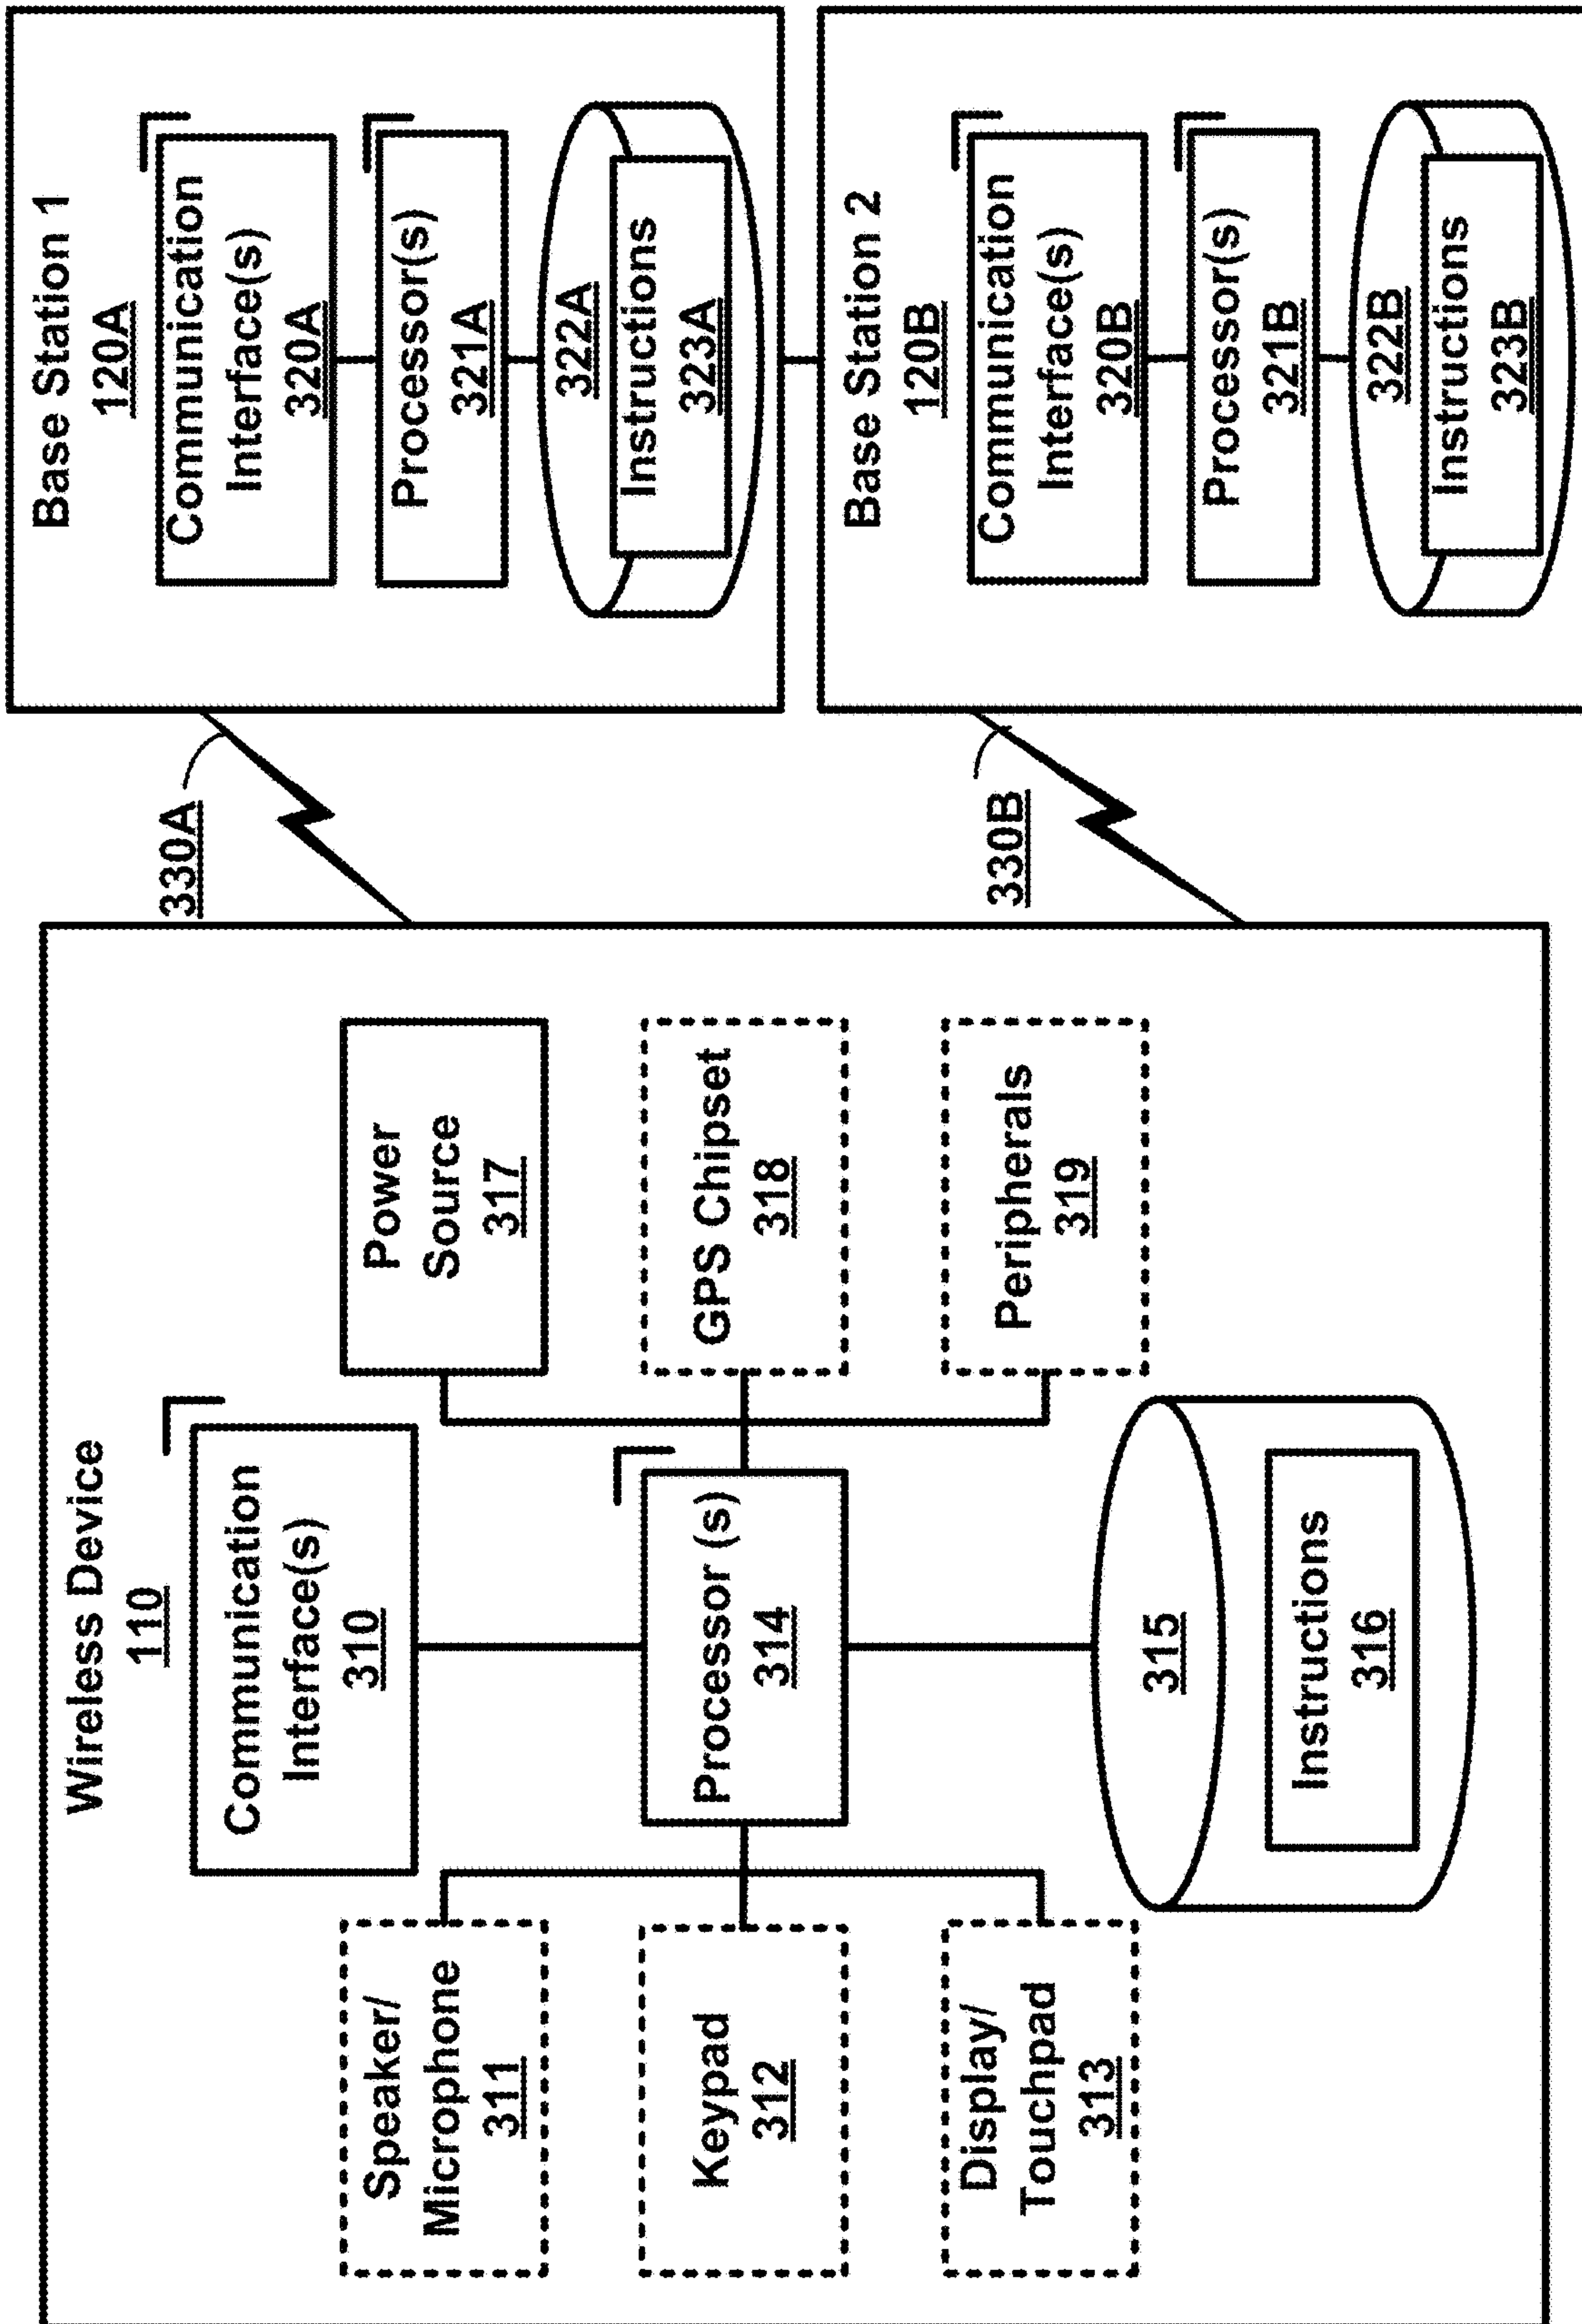 Wireless Device
110
Communication
Interface(s)
310
Speaker/
Microphone
311
Power
Source
317
Keypad
312
Processor (s)
314
GPS Chipset
318
Display/
Touchpad
313
Peripherals
319
315
Instructions
316
330A
330B
Base Station 1
120A
Communication
Interface(s)
320A
Processor(s)
321A
322A
Instructions
323A
Base Station 2
120B
Communication
Interface(s)
320B
Processor(s)
321B
322B
Instructions
323B